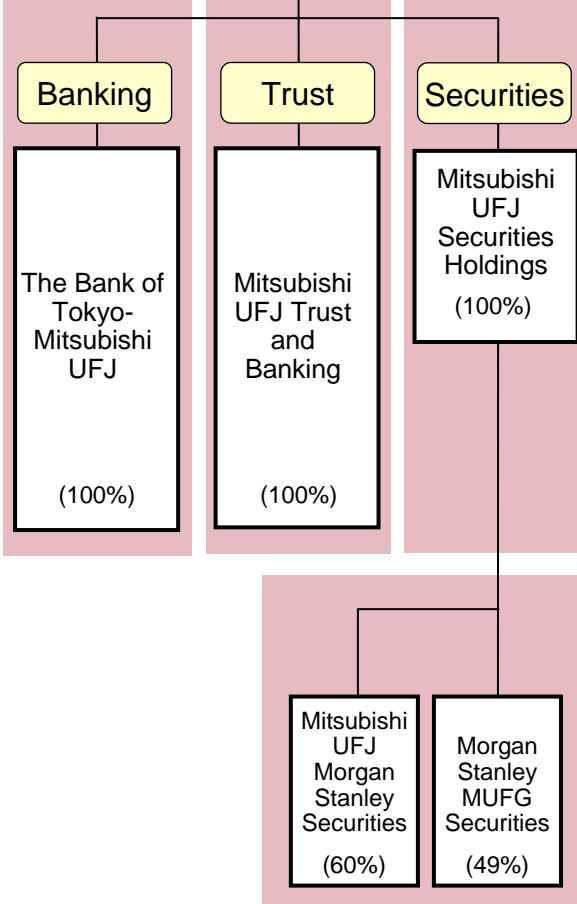 Banking
Trust
Securities
The Bank of
Tokyo-
Mitsubishi
UFJ
(100%)
Mitsubishi
UFJ Trust
and
Banking
(100%)
Mitsubishi
UFJ
Securities
Holdings
(100%)
Mitsubishi
UFJ
Morgan
Stanley
Securities
(60%)
Morgan
Stanley
MUFG
Securities
(49%)